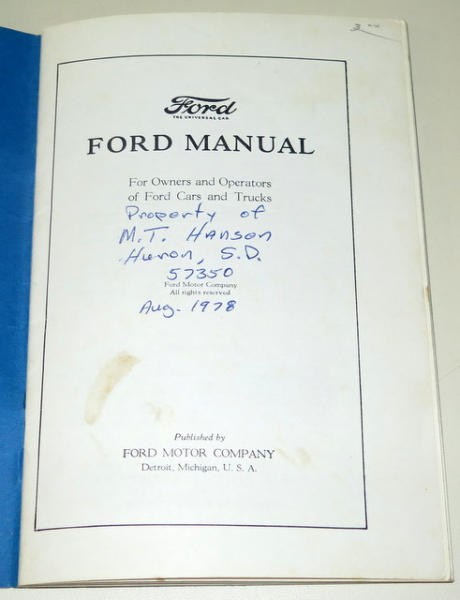 3
Ford
THE UNIVERSAL CAR
FORD MANUAL
For Owners and Operators
of Ford Cars and Trucks
Property of
M.T. Hanson
Huron, S.D.
57350
Ford Motor Company
All rights reserved
Aug. 1978
Published by
FORD MOTOR COMPANY
Detroit, Michigan, U. S. A.